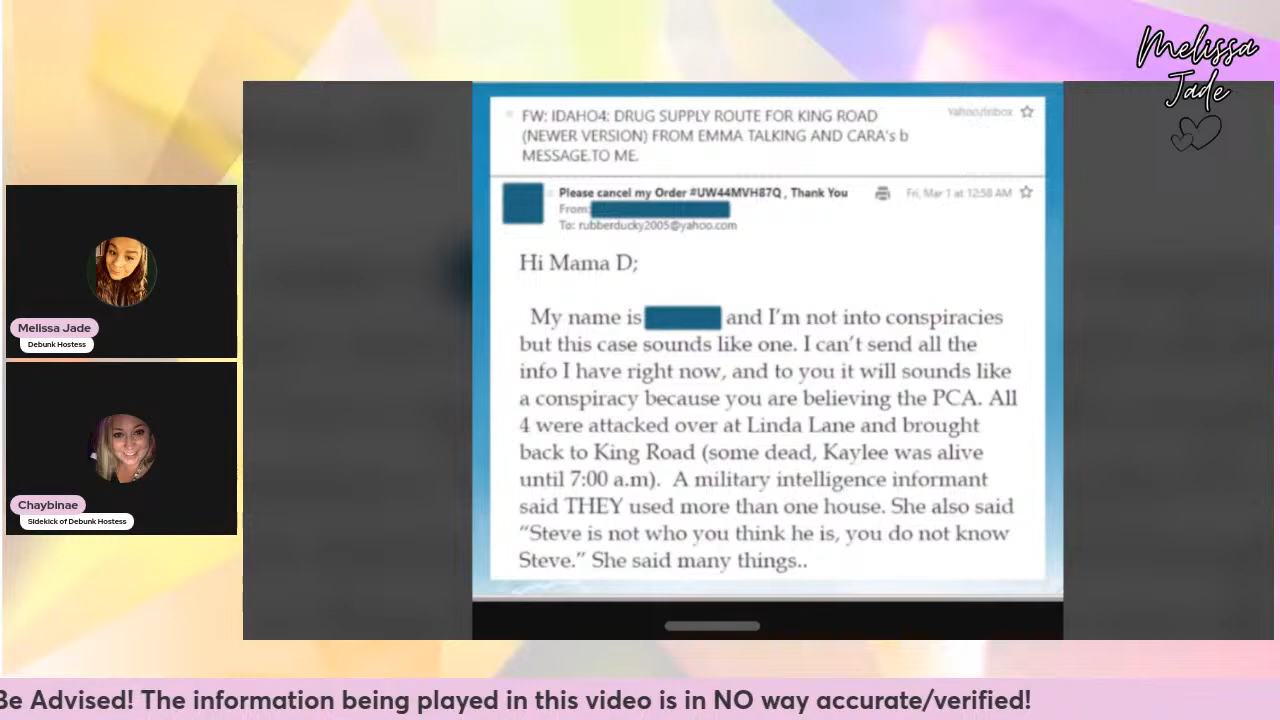 Melissa
Jade
FW: IDAHO4: DRUG SUPPLY ROUTE FOR KING ROAD
(NEWER VERSION) FROM EMMA TALKING AND CARA's b
MESSAGE.TO ME.
Yahoo/Inbox
Please cancel my Order #UW44MVH87Q , Thank You
Fri, Mar 1 at 12:58 AM
From:
To: rubberducky2005@yahoo.com
Hi Mama D;
My name is and I'm not into conspiracies
but this case sounds like one. I can't send all the
info I have right now, and to you it will sounds like
a conspiracy because you are believing the PCA. All
4 were attacked over at Linda Lane and brought
back to King Road (some dead, Kaylee was alive
until 7:00 a.m). A military intelligence informant
said THEY used more than one house. She also said
“Steve is not who you think he is, you do not know
Steve.” She said many things..
Melissa Jade
Debunk Hostess
Chaybinae
Sidekick of Debunk Hostess
Be Advised! The information being played in this video is in NO way accurate/verified!